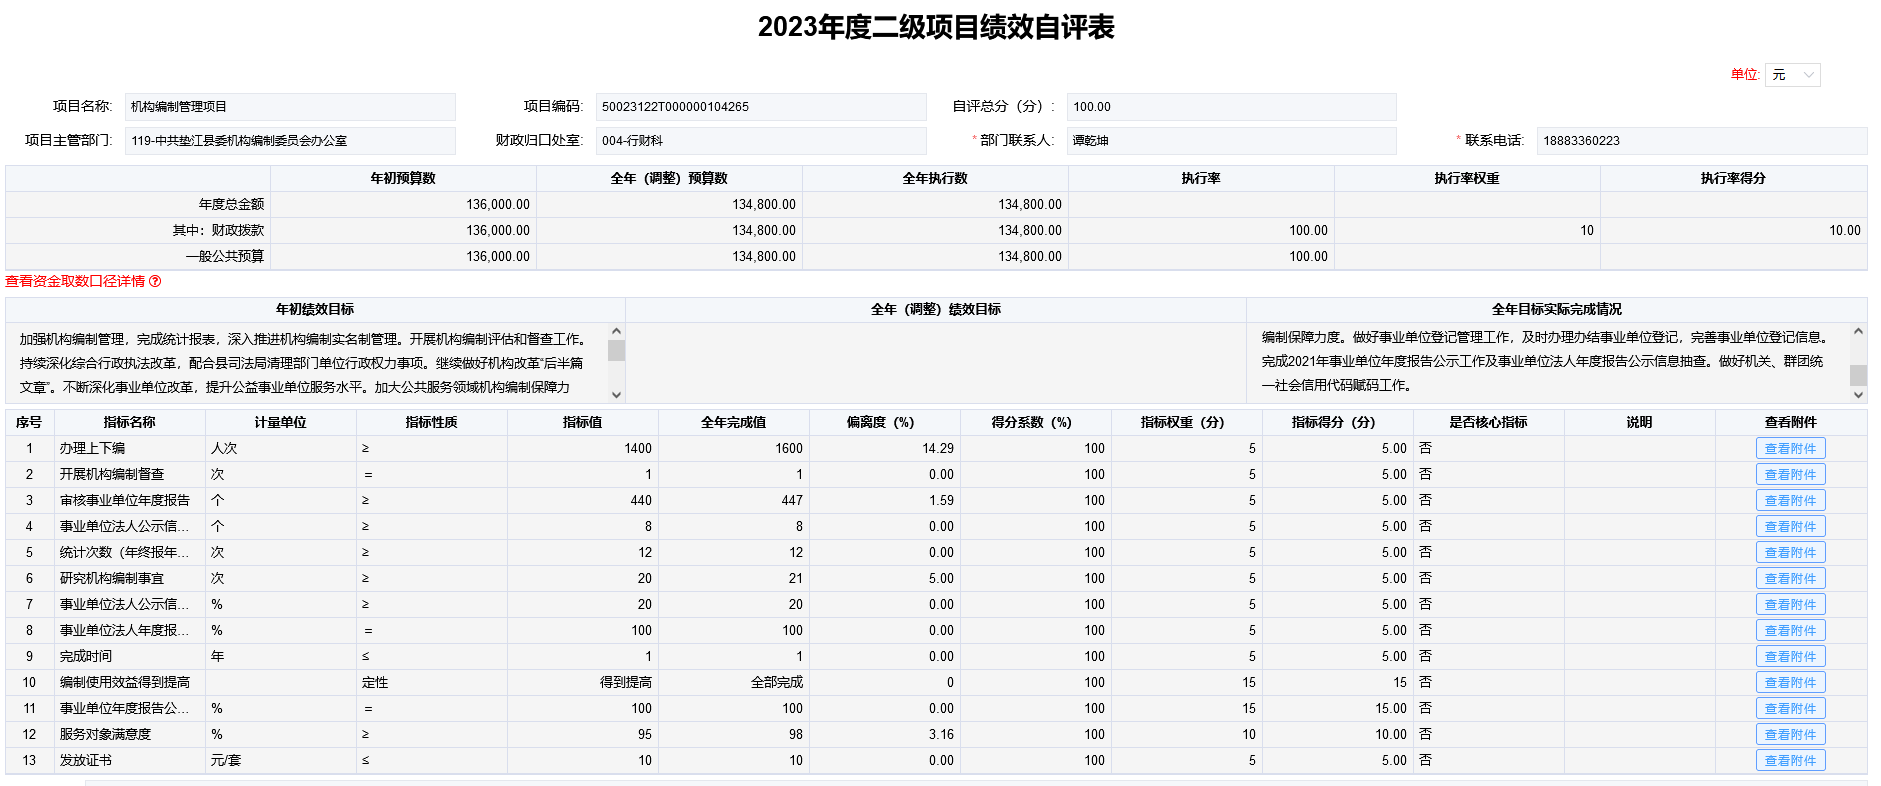 2023年度二级项目绩效自评表
单位: 元
项目名称: 机构编制管理项目 项目编码: 50023122T000000104265 自评总分（分）: 100.00
项目主管部门: 119-中共垫江县委机构编制委员会办公室 财政归口处室: 004-行财科 * 部门联系人: 谭乾坤 * 联系电话: 18883360223
年初预算数 全年（调整）预算数 全年执行数 执行率 执行率权重 执行率得分
年度总金额 136,000.00 134,800.00 134,800.00
其中：财政拨款 136,000.00 134,800.00 134,800.00 100.00 10 10.00
一般公共预算 136,000.00 134,800.00 134,800.00 100.00
查看资金取数口径详情 ?
年初绩效目标 全年（调整）绩效目标 全年目标实际完成情况
加强机构编制管理，完成统计报表，深入推进机构编制实名制管理。开展机构编制评估和督查工作。
持续深化综合行政执法改革，配合县司法局清理部门单位行政权力事项。继续做好机构改革“后半篇
文章”。不断深化事业单位改革，提升公益事业单位服务水平。加大公共服务领域机构编制保障力
编制保障力度。做好事业单位登记管理工作，及时办理办结事业单位登记，完善事业单位登记信息。
完成2021年事业单位年度报告公示工作及事业单位法人年度报告公示信息抽查。做好机关、群团统
一社会信用代码赋码工作。
序号 指标名称 计量单位 指标性质 指标值 全年完成值 偏离度（%） 得分系数（%） 指标权重（分） 指标得分（分） 是否核心指标 说明 查看附件
1 办理上下编 人次 ≥ 1400 1600 14.29 100 5 5.00 否 查看附件
2 开展机构编制督查 次 = 1 1 0.00 100 5 5.00 否 查看附件
3 审核事业单位年度报告 个 ≥ 440 447 1.59 100 5 5.00 否 查看附件
4 事业单位法人公示信... 个 ≥ 8 8 0.00 100 5 5.00 否 查看附件
5 统计次数（年终报年... 次 ≥ 12 12 0.00 100 5 5.00 否 查看附件
6 研究机构编制事宜 次 ≥ 20 21 5.00 100 5 5.00 否 查看附件
7 事业单位法人公示信... % ≥ 20 20 0.00 100 5 5.00 否 查看附件
8 事业单位法人年度报... % = 100 100 0.00 100 5 5.00 否 查看附件
9 完成时间 年 ≤ 1 1 0.00 100 5 5.00 否 查看附件
10 编制使用效益得到提高 定性 得到提高 全部完成 0 100 15 15 否 查看附件
11 事业单位年度报告公... % = 100 100 0.00 100 15 15.00 否 查看附件
12 服务对象满意度 % ≥ 95 98 3.16 100 10 10.00 否 查看附件
13 发放证书 元/套 ≤ 10 10 0.00 100 5 5.00 否 查看附件